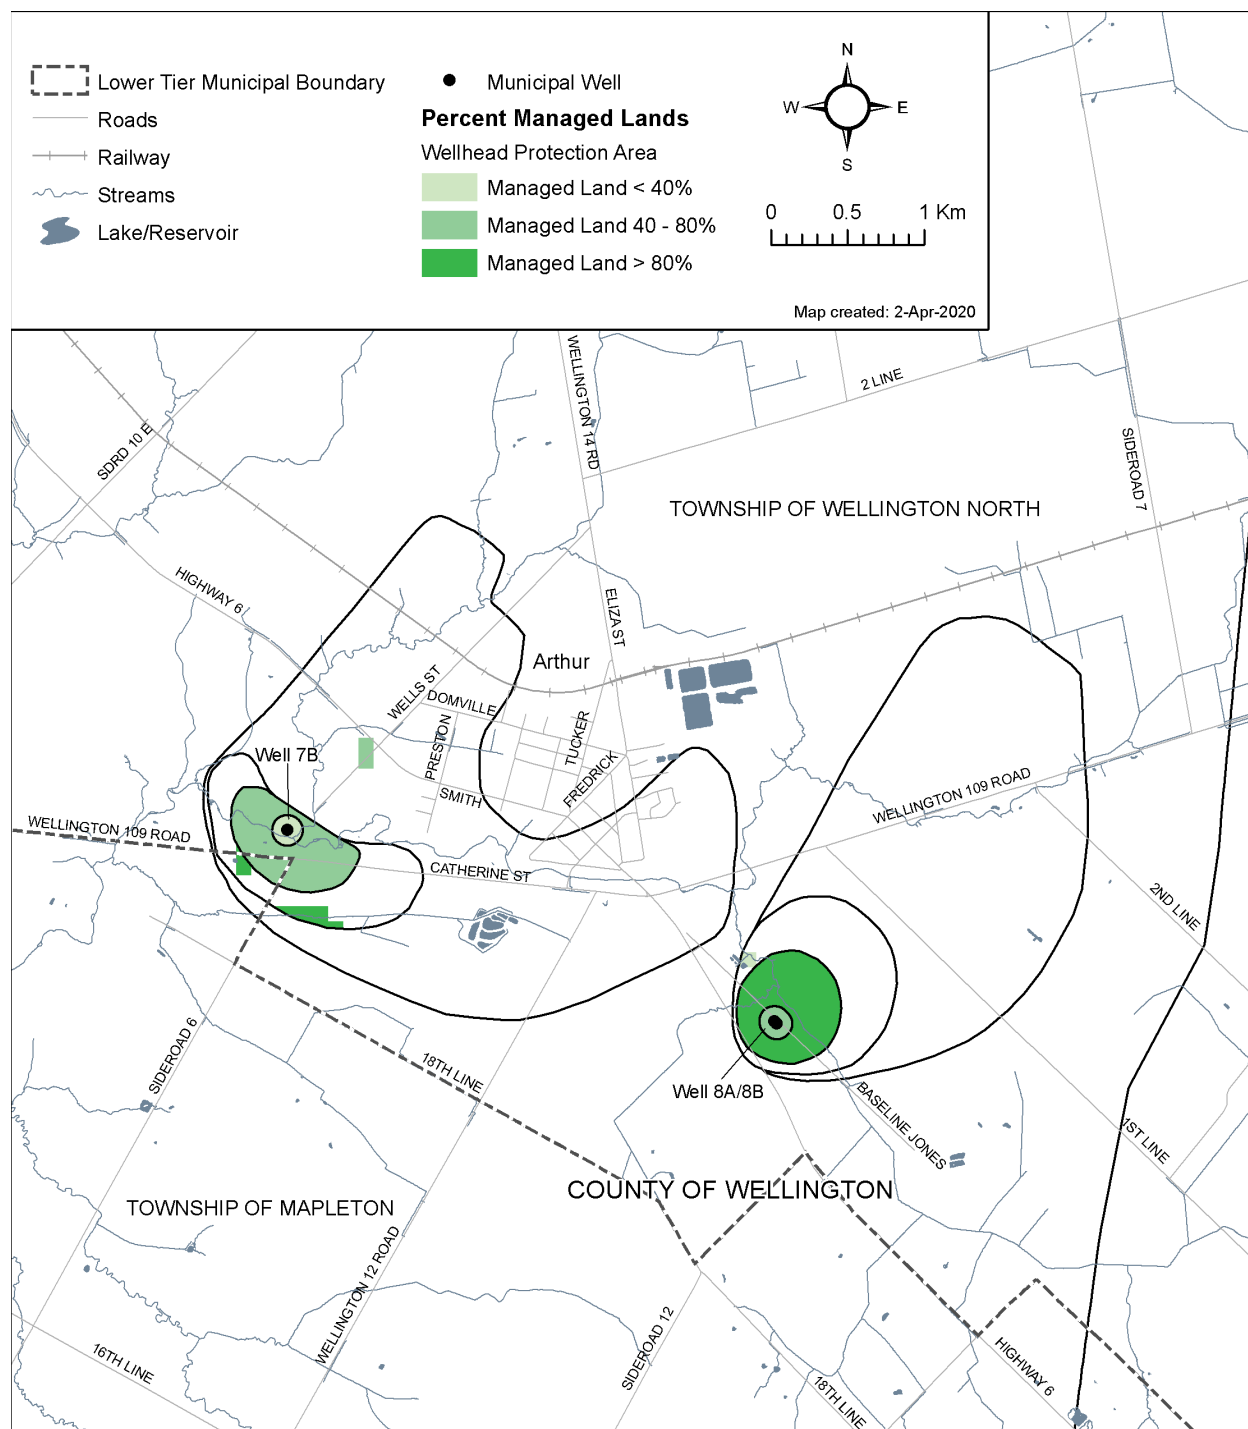 Lower Tier Municipal Boundary
Roads
Railway
Streams
Lake/Reservoir
Municipal Well
Percent Managed Lands
Wellhead Protection Area
Managed Land < 40%
Managed Land 40 - 80%
Managed Land > 80%
N
W
E
S
0
0.5
1 Km
Map created: 2-Apr-2020
WELLINGTON 14 RD
2 LINE
SDRD 10 E
SIDEROAD 7
TOWNSHIP OF WELLINGTON NORTH
HIGHWAY 6
ELIZA ST
Arthur
WELLS ST
DOMVILLE
PRESTON
TUCKER
Well 7B
FREDRICK
SMITH
WELLINGTON 109 ROAD
WELLINGTON 109 ROAD
CATHERINE ST
2ND LINE
SIDEROAD 6
18TH LINE
Well 8A/8B
BASELINE JONES
1ST LINE
COUNTY OF WELLINGTON
TOWNSHIP OF MAPLETON
WELLINGTON 12 ROAD
SIDEROAD 12
16TH LINE
18TH LINE
HIGHWAY 6